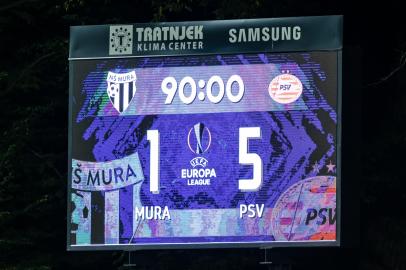 TRATNJEK
KLIMA CENTER
SAMSUNG
NŠ MURA
90:00
PSV
1
5
UEFA
EUROPA
LEAGUE
Š MURA
MURA
PSV
PSV